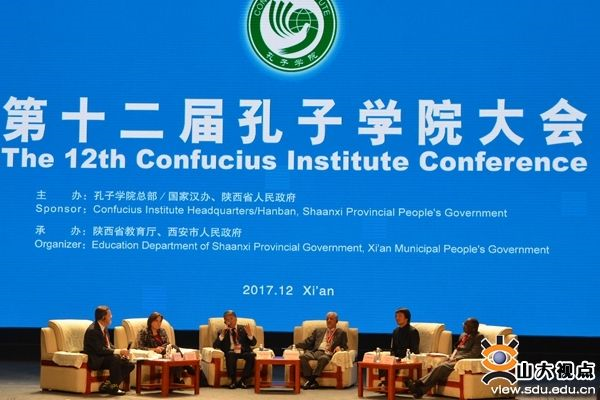 CONFUCIUS INSTITUTE
孔子学院
第十二届孔子学院大会
The 12th Confucius Institute Conference
主 办：孔子学院总部／国家汉办、陕西省人民政府
Sponsor: Confucius Institute Headquarters/Hanban, Shaanxi Provincial People's Government
承 办：陕西省教育厅、西安市人民政府
Organizer: Education Department of Shaanxi Provincial Government, Xi'an Municipal People's Government
2017.12 Xi'an
山大视点
view.sdu.edu.cn